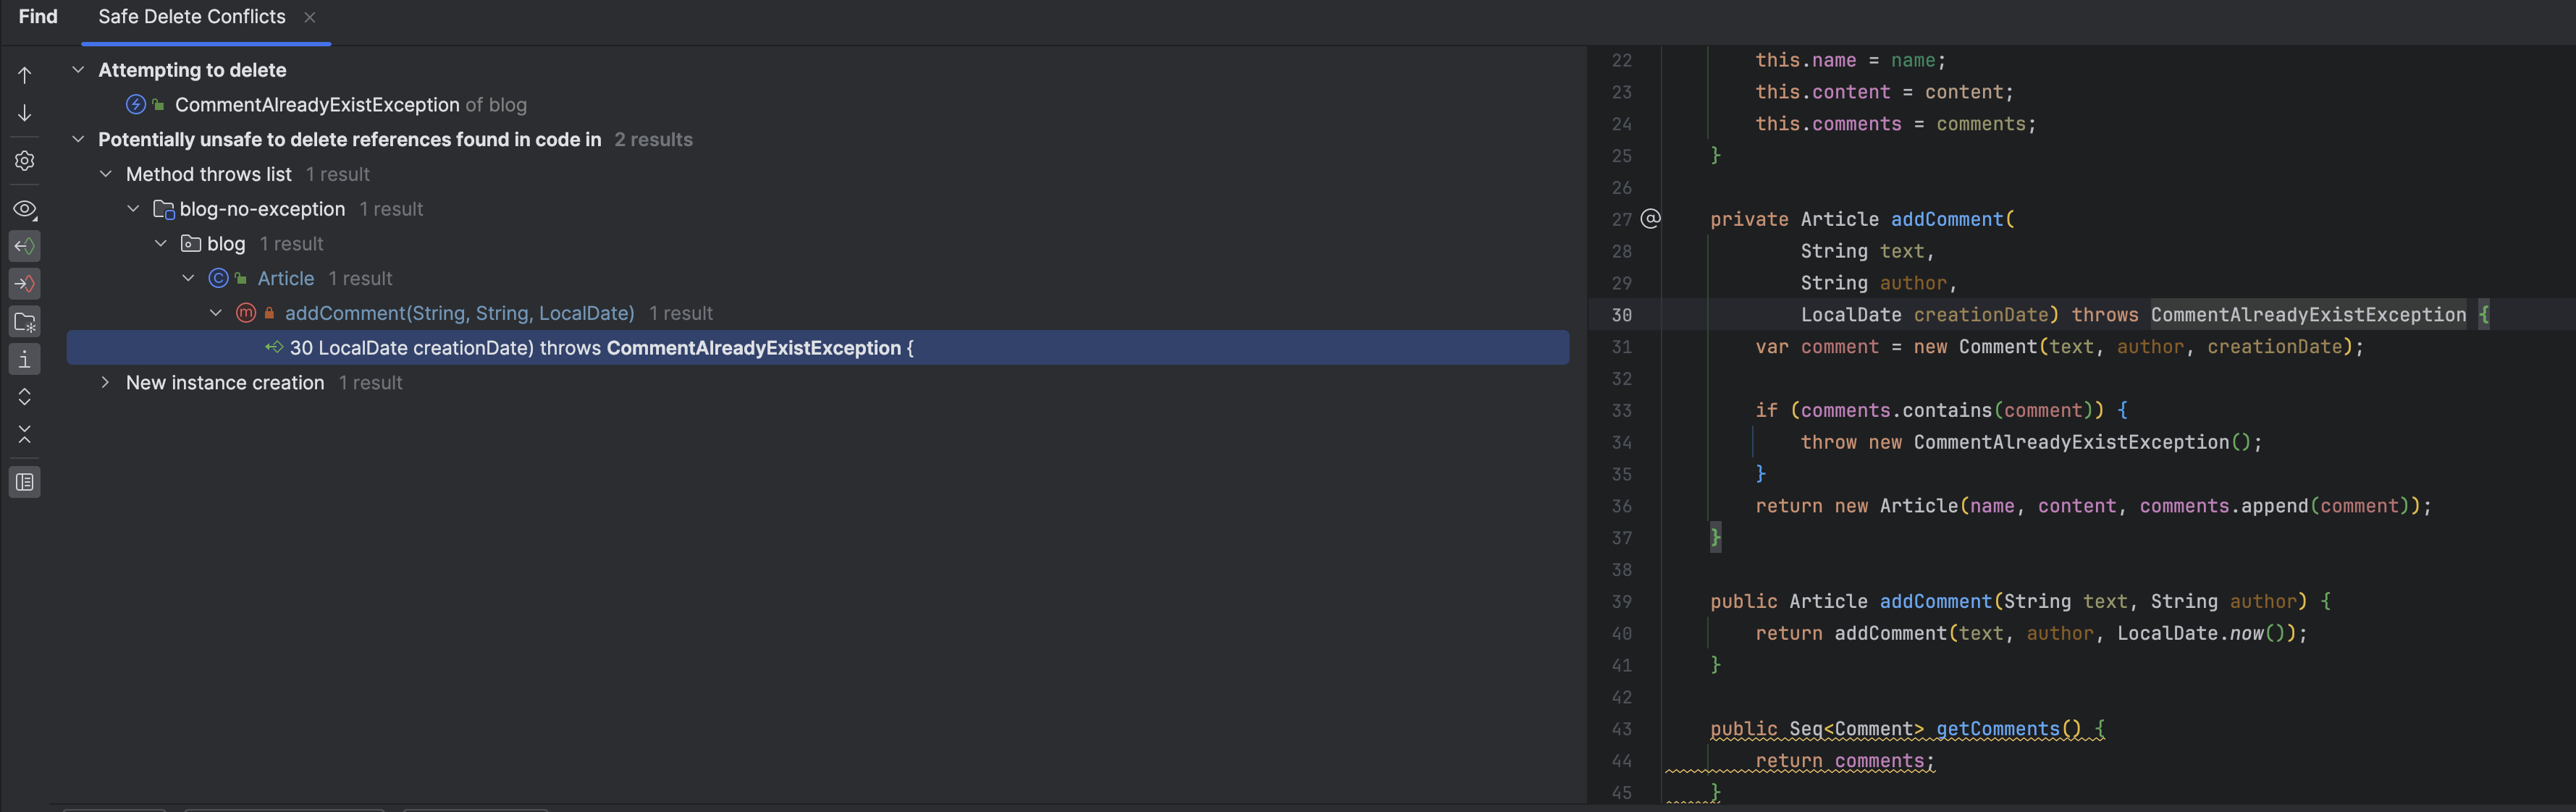 Find
Safe Delete Conflicts
Attempting to delete
CommentAlreadyExistException of blog
Potentially unsafe to delete references found in code in 2 results
Method throws list 1 result
blog-no-exception 1 result
blog 1 result
Article 1 result
addComment(String, String, LocalDate) 1 result
30 LocalDate creationDate) throws CommentAlreadyExistException {
New instance creation 1 result
22 this.name = name;
23 this.content = content;
24 this.comments = comments;
25 }
26
27 @ private Article addComment(
28 String text,
29 String author,
30 LocalDate creationDate) throws CommentAlreadyExistException {
31 var comment = new Comment(text, author, creationDate);
32
33 if (comments.contains(comment)) {
34 throw new CommentAlreadyExistException();
35 }
36 return new Article(name, content, comments.append(comment));
37 }
38
39 public Article addComment(String text, String author) {
40 return addComment(text, author, LocalDate.now());
41 }
42
43 public Seq<Comment> getComments() {
44 return comments;
45 }